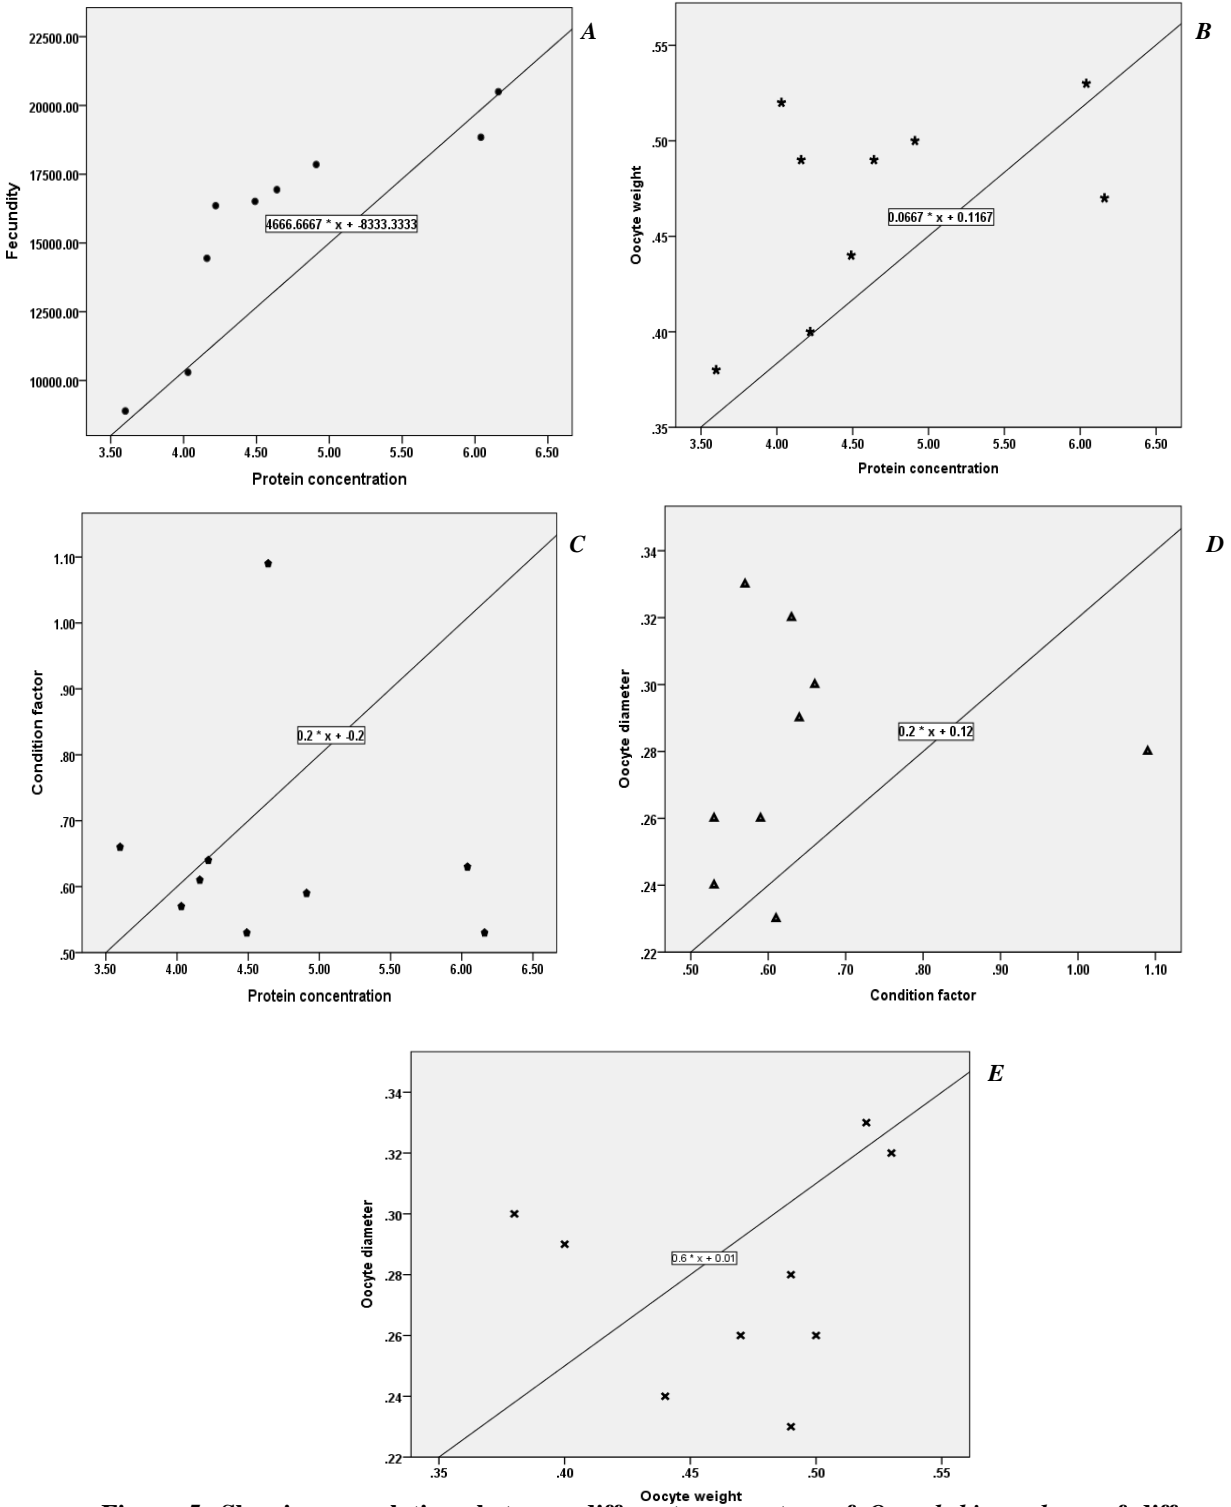 A
22500.00
20000.00
17500.00
15000.00
12500.00
10000.00
Fecundity
4666.6667 * x + -8333.3333
3.50 4.00 4.50 5.00 5.50 6.00 6.50
Protein concentration
B
.55
.50
.45
.40
.35
Oocyte weight
0.0667 * x + 0.1167
3.50 4.00 4.50 5.00 5.50 6.00 6.50
Protein concentration
C
1.10
1.00
.90
.80
.70
.60
.50
Condition factor
0.2 * x + -0.2
3.50 4.00 4.50 5.00 5.50 6.00 6.50
Protein concentration
D
.34
.32
.30
.28
.26
.24
.22
Oocyte diameter
0.2 * x + 0.12
.50 .60 .70 .80 .90 1.00 1.10
Condition factor
E
.34
.32
.30
.28
.26
.24
.22
Oocyte diameter
0.6 * x + 0.01
.35 .40 .45 .50 .55
Oocyte weight